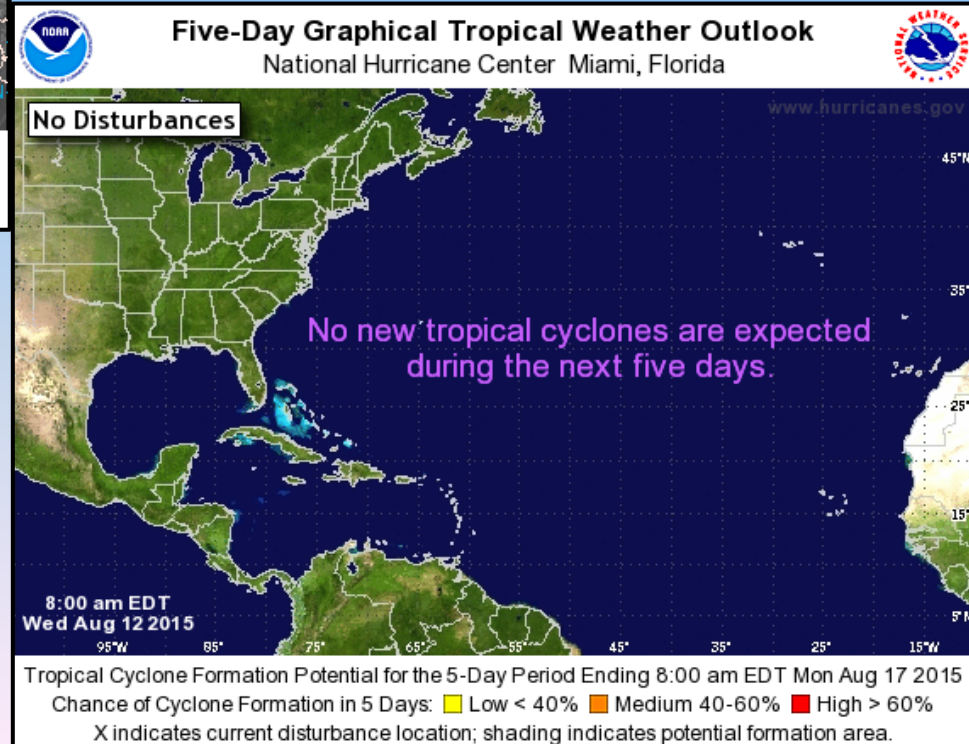 Five-Day Graphical Tropical Weather Outlook
National Hurricane Center Miami, Florida
NOAA
NATIONAL WEATHER SERVICE
No Disturbances
www.hurricanes.gov
45°N
35°
No new tropical cyclones are expected
during the next five days.
25°
15°
8:00 am EDT
Wed Aug 12 2015
5°N
95°W 85° 75° 65° 55° 45° 35° 25° 15°W
Tropical Cyclone Formation Potential for the 5-Day Period Ending 8:00 am EDT Mon Aug 17 2015
Chance of Cyclone Formation in 5 Days: Low < 40% Medium 40-60% High > 60%
X indicates current disturbance location; shading indicates potential formation area.